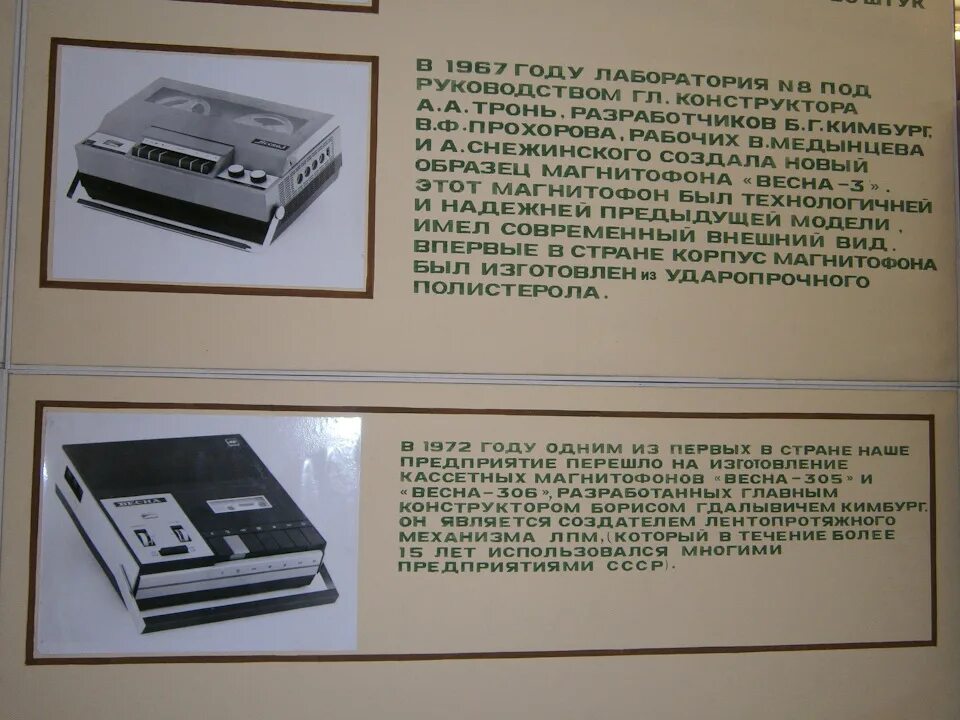 20 ШТУК
В 1967 ГОДУ ЛАБОРАТОРИЯ N8 ПОД
РУКОВОДСТВОМ ГЛ. КОНСТРУКТОРА
А.А. ТРОНЬ, РАЗРАБОТЧИКОВ Б.Г. КИМБУРГ,
В.Ф. ПРОХОРОВА, РАБОЧИХ В. МЕДЫНЦЕВА
И А. СНЕЖИНСКОГО СОЗДАЛА НОВЫЙ
ОБРАЗЕЦ МАГНИТОФОНА «ВЕСНА-3».
ЭТОТ МАГНИТОФОН БЫЛ ТЕХНОЛОГИЧНЕЙ
И НАДЕЖНЕЙ ПРЕДЫДУЩЕЙ МОДЕЛИ,
ИМЕЛ СОВРЕМЕННЫЙ ВНЕШНИЙ ВИД.
ВПЕРВЫЕ В СТРАНЕ КОРПУС МАГНИТОФОНА
БЫЛ ИЗГОТОВЛЕН ИЗ УДАРОПРОЧНОГО
ПОЛИСТЕРОЛА.
ВЕСНА
В 1972 ГОДУ ОДНИМ ИЗ ПЕРВЫХ В СТРАНЕ НАШЕ
ПРЕДПРИЯТИЕ ПЕРЕШЛО НА ИЗГОТОВЛЕНИЕ
КАССЕТНЫХ МАГНИТОФОНОВ «ВЕСНА-305» И
«ВЕСНА-306», РАЗРАБОТАННЫХ ГЛАВНЫМ
КОНСТРУКТОРОМ БОРИСОМ ГДАЛЫВИЧЕМ КИМБУРГ.
ОН ЯВЛЯЕТСЯ СОЗДАТЕЛЕМ ЛЕНТОПРОТЯЖНОГО
МЕХАНИЗМА ЛПМ, (КОТОРЫЙ В ТЕЧЕНИЕ БОЛЕЕ
15 ЛЕТ ИСПОЛЬЗОВАЛСЯ МНОГИМИ
ПРЕДПРИЯТИЯМИ СССР).